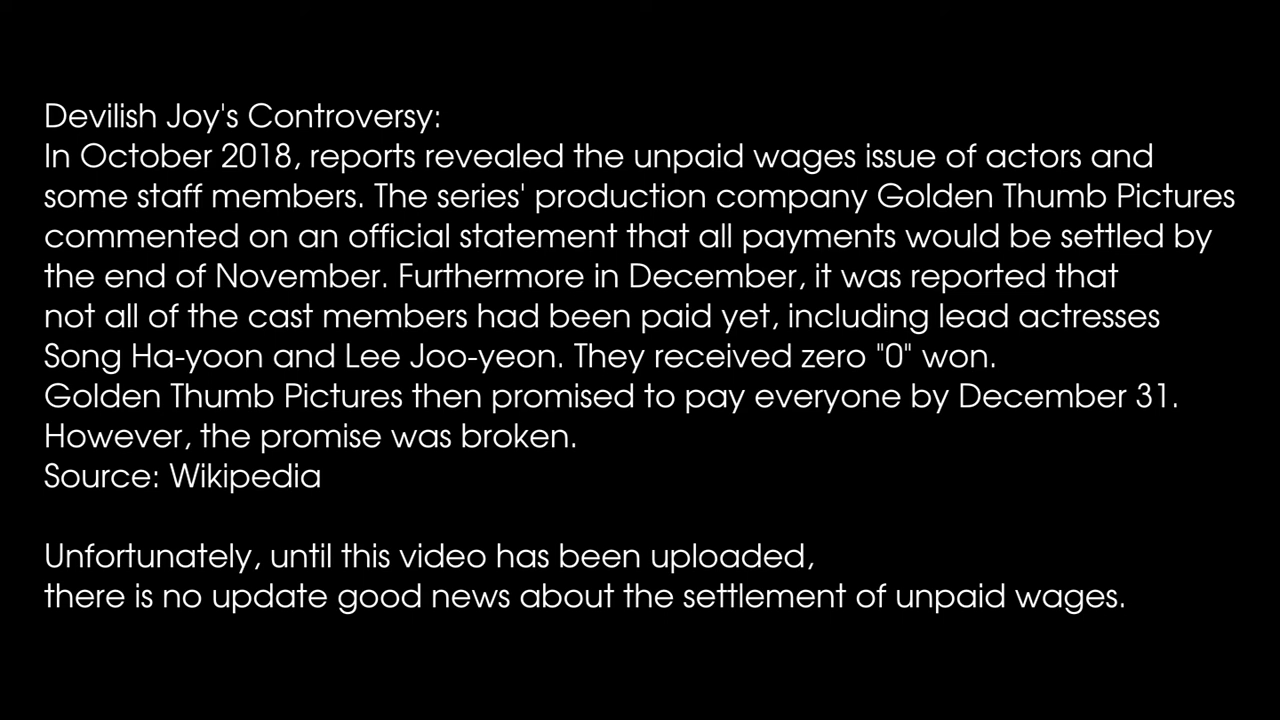 Devilish Joy's Controversy:
In October 2018, reports revealed the unpaid wages issue of actors and
some staff members. The series' production company Golden Thumb Pictures
commented on an official statement that all payments would be settled by
the end of November. Furthermore in December, it was reported that
not all of the cast members had been paid yet, including lead actresses
Song Ha-yoon and Lee Joo-yeon. They received zero "0" won.
Golden Thumb Pictures then promised to pay everyone by December 31.
However, the promise was broken.
Source: Wikipedia
Unfortunately, until this video has been uploaded,
there is no update good news about the settlement of unpaid wages.